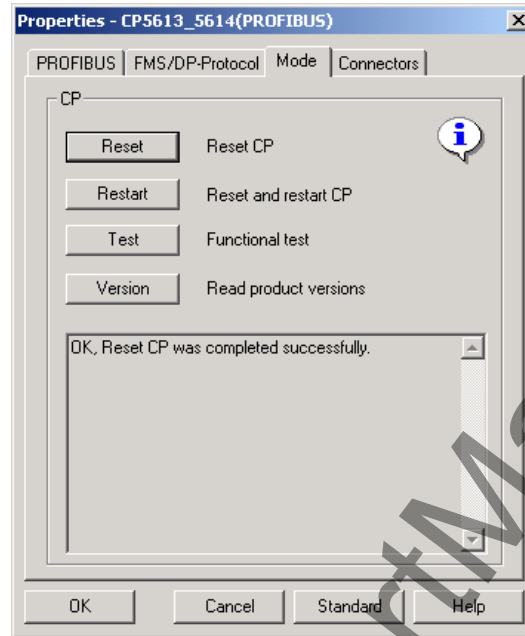 Properties - CP5613_5614(PROFIBUS)
PROFIBUS FMS/DP-Protocol Mode Connectors
CP
Reset Reset CP
Restart Reset and restart CP
Test Functional test
Version Read product versions
OK, Reset CP was completed successfully.
OK Cancel Standard Help